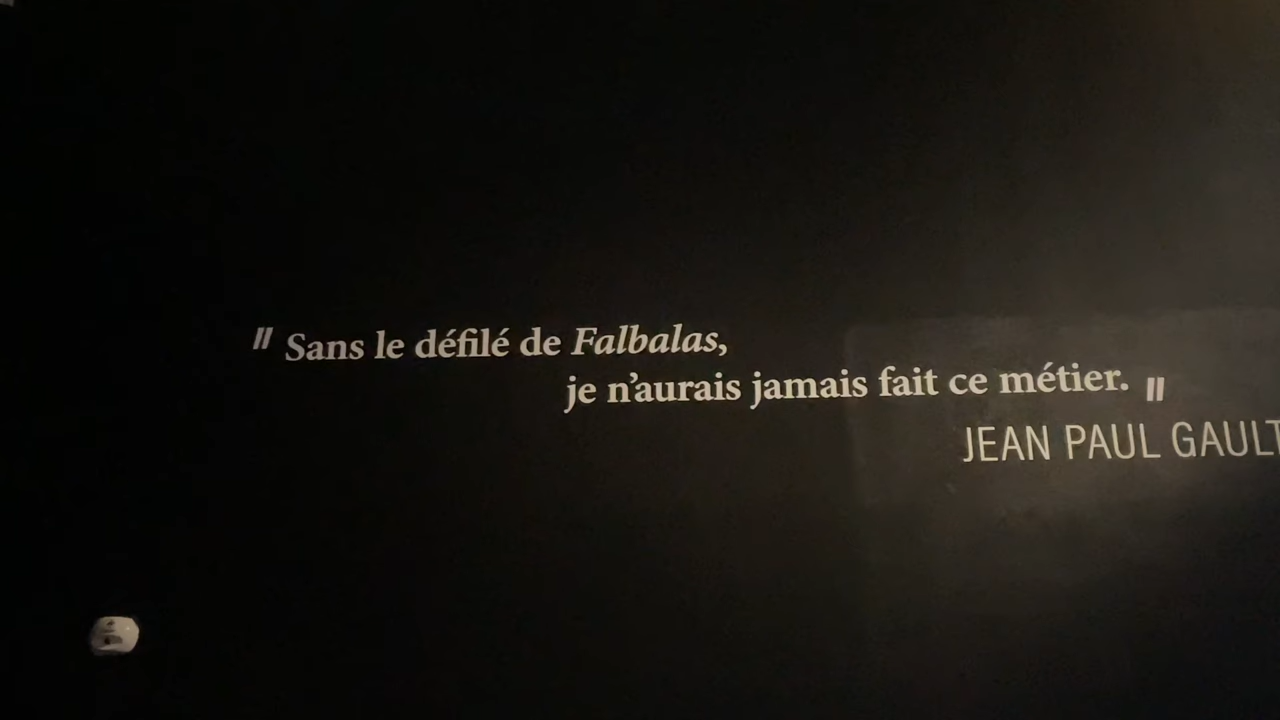 " Sans le défilé de Falbalas,
je n'aurais jamais fait ce métier. "
JEAN PAUL GAULT